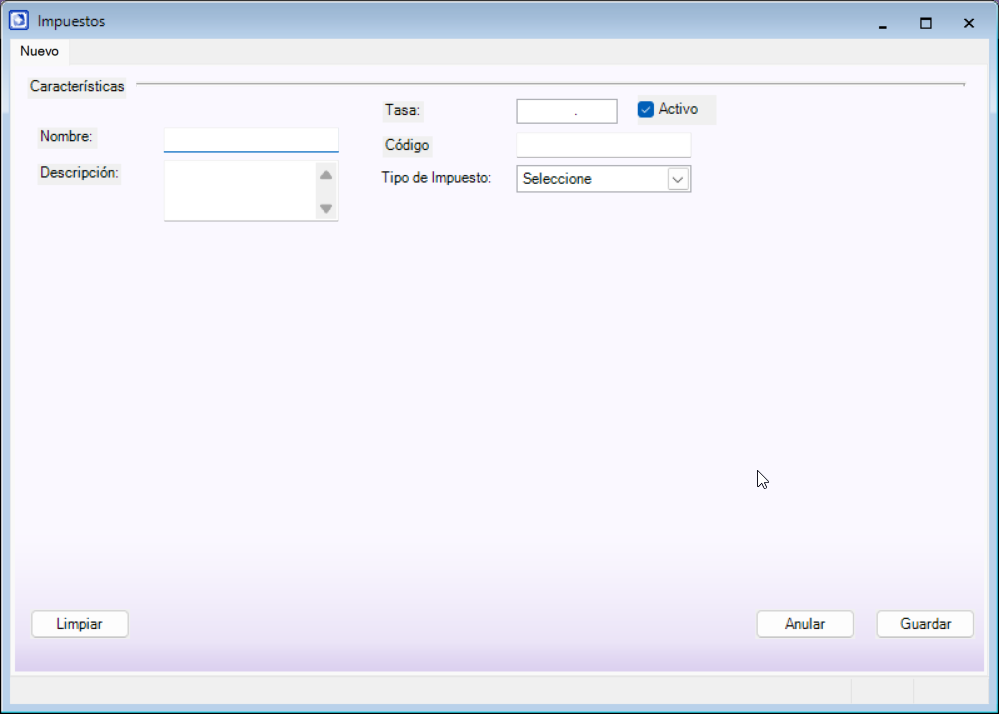 Impuestos
Nuevo
Características
Tasa:
.
Activo
Nombre:
Código
Descripción:
Tipo de Impuesto:
Seleccione
Limpiar
Anular
Guardar